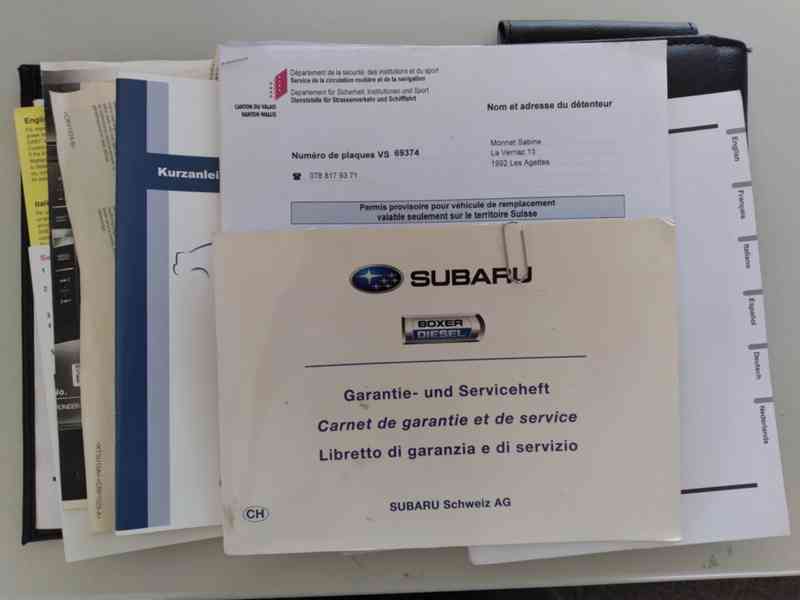 Département de la sécurité, des institutions et du sport
Service de la circulation routière et de la navigation
Departement für Sicherheit, Institutionen und Sport
Dienststelle für Strassenverkehr und Schifffahrt
CANTON DU VALAIS
KANTON WALLIS
Nom et adresse du détenteur
Numéro de plaques VS 69374
Monnet Sabine
La Vernaz 13
1992 Les Agettes
078 817 93 71
Permis provisoire pour véhicule de remplacement
valable seulement sur le territoire Suisse
Kurzanlei
SUBARU
BOXER
DIESEL
Garantie- und Serviceheft
Carnet de garantie et de service
Libretto di garanzia e di servizio
SUBARU Schweiz AG
CH
English
Français
Italiano
Español
Deutsch
Nederlands